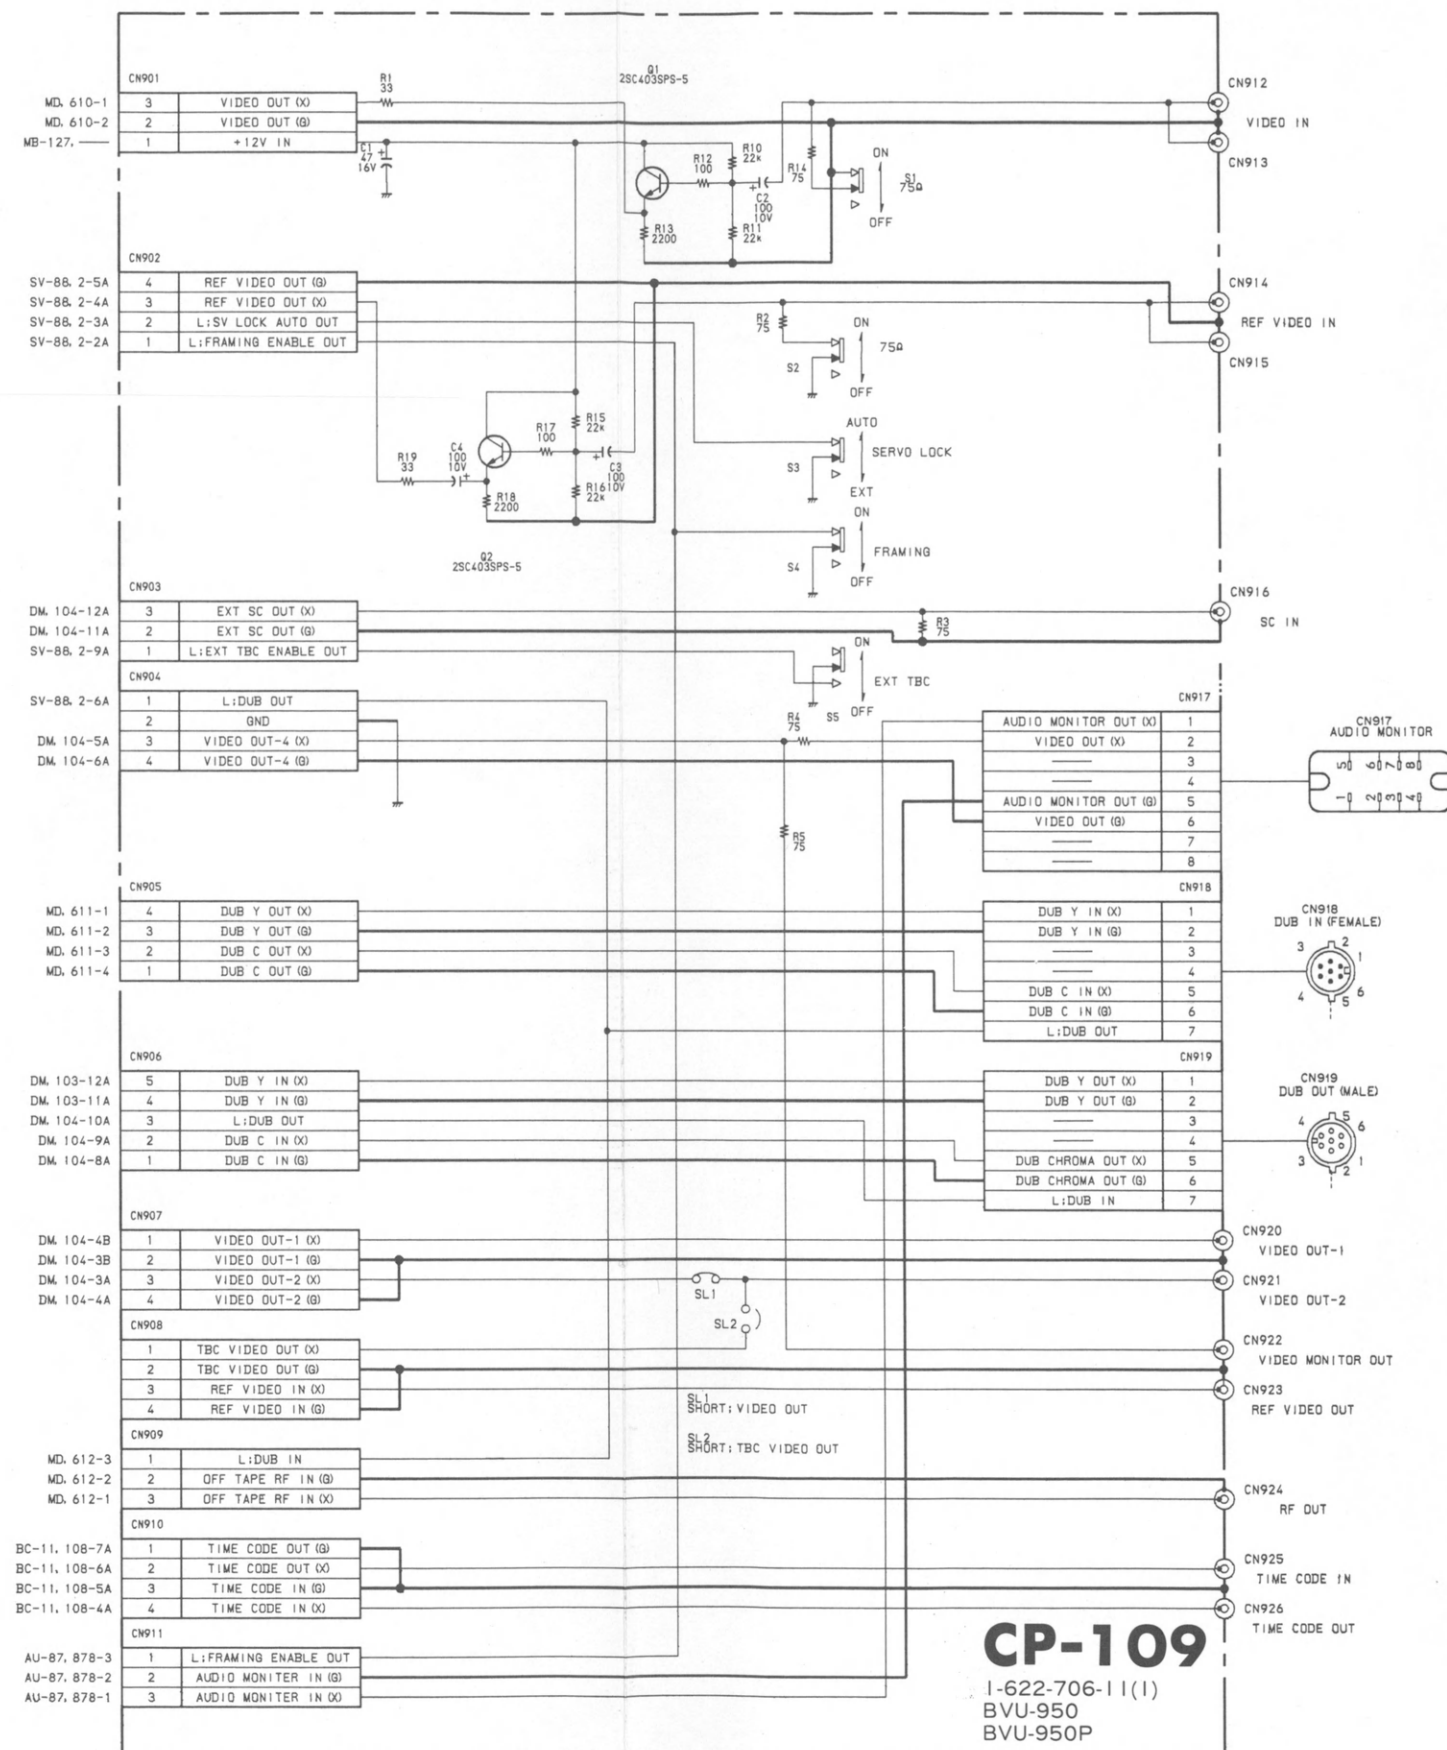 CN901
MD. 610-1 3 VIDEO OUT (X)
MD. 610-2 2 VIDEO OUT (G)
MB-127. —— 1 +12V IN
R1
33
Q1
2SC403SPS-5
C1
47
16V
+
R12
100
R10
22k
R14
75
C2
100
10V
+
R13
2200
R11
22k
ON
S1
75Ω
OFF
CN912
VIDEO IN
CN913
CN902
SV-88. 2-5A 4 REF VIDEO OUT (G)
SV-88. 2-4A 3 REF VIDEO OUT (X)
SV-88. 2-3A 2 L:SV LOCK AUTO OUT
SV-88. 2-2A 1 L:FRAMING ENABLE OUT
CN914
REF VIDEO IN
CN915
R2
75
ON
75Ω
S2
OFF
AUTO
SERVO LOCK
S3
EXT
ON
FRAMING
S4
OFF
R15
22k
R17
100
C3
100
10V
+
R16
22k
R19
33
C4
100
10V
+
R18
2200
Q2
2SC403SPS-5
CN903
DM. 104-12A 3 EXT SC OUT (X)
DM. 104-11A 2 EXT SC OUT (G)
SV-88. 2-9A 1 L:EXT TBC ENABLE OUT
CN916
SC IN
R3
75
ON
EXT TBC
S5
OFF
CN904
SV-88. 2-6A 1 L:DUB OUT
2 GND
DM. 104-5A 3 VIDEO OUT-4 (X)
DM. 104-6A 4 VIDEO OUT-4 (G)
R4
75
R5
75
CN917
AUDIO MONITOR OUT (X) 1
VIDEO OUT (X) 2
—— 3
—— 4
AUDIO MONITOR OUT (G) 5
VIDEO OUT (G) 6
—— 7
—— 8
CN917
AUDIO MONITOR
5 6 7 8
1 2 3 4
CN905
MD. 611-1 4 DUB Y OUT (X)
MD. 611-2 3 DUB Y OUT (G)
MD. 611-3 2 DUB C OUT (X)
MD. 611-4 1 DUB C OUT (G)
CN918
DUB Y IN (X) 1
DUB Y IN (G) 2
—— 3
—— 4
DUB C IN (X) 5
DUB C IN (G) 6
L:DUB OUT 7
CN918
DUB IN (FEMALE)
3 2
1
4 5 6
CN906
DM. 103-12A 5 DUB Y IN (X)
DM. 103-11A 4 DUB Y IN (G)
DM. 104-10A 3 L:DUB OUT
DM. 104-9A 2 DUB C IN (X)
DM. 104-8A 1 DUB C IN (G)
CN919
DUB Y OUT (X) 1
DUB Y OUT (G) 2
—— 3
—— 4
DUB CHROMA OUT (X) 5
DUB CHROMA OUT (G) 6
L:DUB IN 7
CN919
DUB OUT (MALE)
4 5 6
3 2 1
CN907
DM. 104-4B 1 VIDEO OUT-1 (X)
DM. 104-3B 2 VIDEO OUT-1 (G)
DM. 104-3A 3 VIDEO OUT-2 (X)
DM. 104-4A 4 VIDEO OUT-2 (G)
SL1
SL2
CN920
VIDEO OUT-1
CN921
VIDEO OUT-2
CN908
1 TBC VIDEO OUT (X)
2 TBC VIDEO OUT (G)
3 REF VIDEO IN (X)
4 REF VIDEO IN (G)
CN922
VIDEO MONITOR OUT
CN923
REF VIDEO OUT
SL1
SHORT: VIDEO OUT
SL2
SHORT: TBC VIDEO OUT
CN909
MD. 612-3 1 L:DUB IN
MD. 612-2 2 OFF TAPE RF IN (G)
MD. 612-1 3 OFF TAPE RF IN (X)
CN924
RF OUT
CN910
BC-11. 108-7A 1 TIME CODE OUT (G)
BC-11. 108-6A 2 TIME CODE OUT (X)
BC-11. 108-5A 3 TIME CODE IN (G)
BC-11. 108-4A 4 TIME CODE IN (X)
CN925
TIME CODE IN
CN926
TIME CODE OUT
CN911
AU-87. 878-3 1 L:FRAMING ENABLE OUT
AU-87. 878-2 2 AUDIO MONITER IN (G)
AU-87. 878-1 3 AUDIO MONITER IN (X)
CP-109
1-622-706-11(1)
BVU-950
BVU-950P